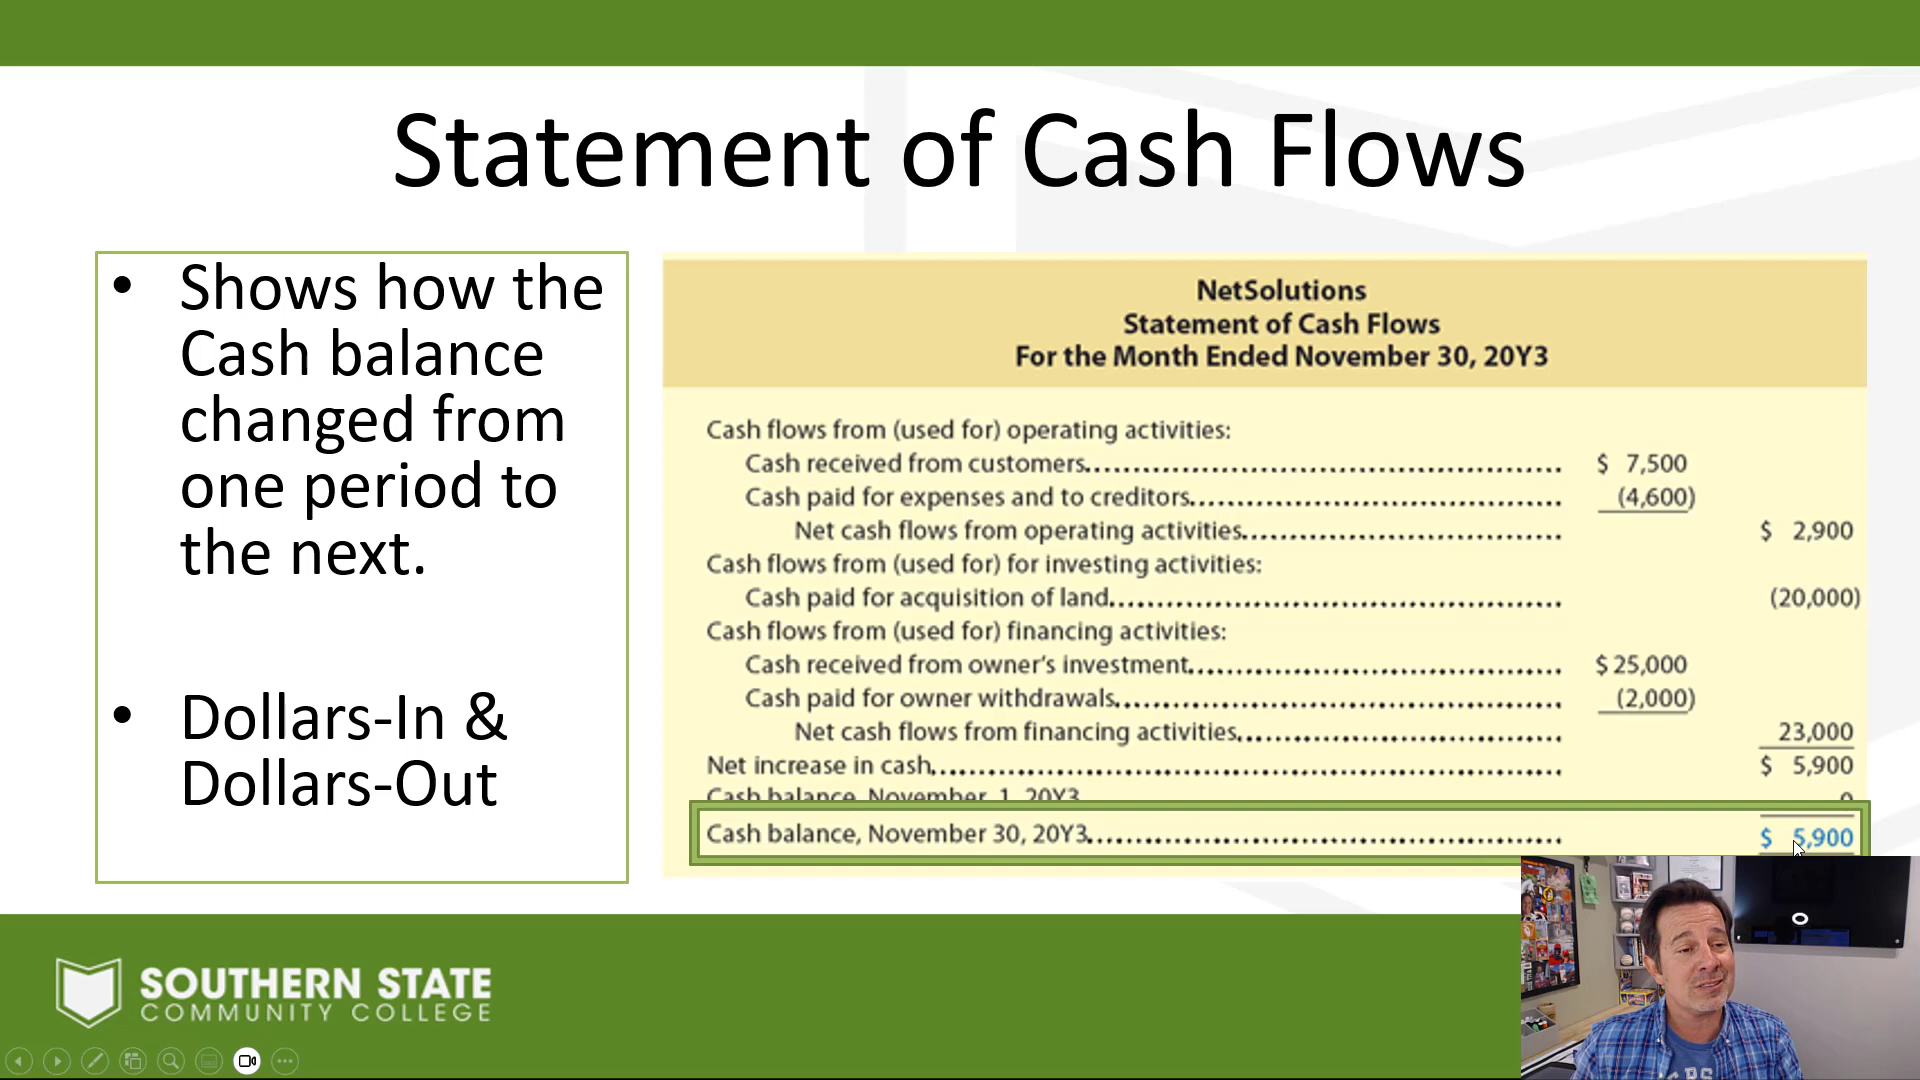 Statement of Cash Flows
• Shows how the
Cash balance
changed from
one period to
the next.
• Dollars-In &
Dollars-Out
NetSolutions
Statement of Cash Flows
For the Month Ended November 30, 20Y3
Cash flows from (used for) operating activities:
Cash received from customers $ 7,500
Cash paid for expenses and to creditors (4,600)
Net cash flows from operating activities $ 2,900
Cash flows from (used for) for investing activities:
Cash paid for acquisition of land (20,000)
Cash flows from (used for) financing activities:
Cash received from owner's investment $ 25,000
Cash paid for owner withdrawals (2,000)
Net cash flows from financing activities 23,000
Net increase in cash $ 5,900
Cash balance, November 1, 20Y3 0
Cash balance, November 30, 20Y3 $ 5,900
SOUTHERN STATE
COMMUNITY COLLEGE